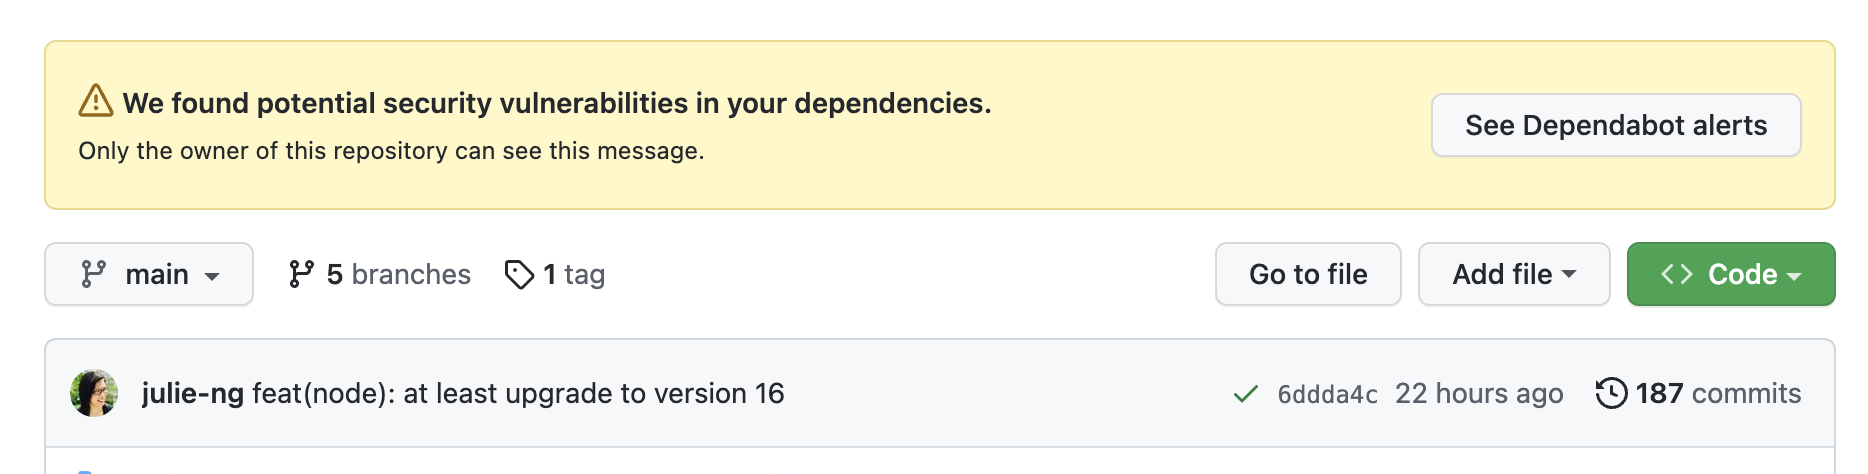 We found potential security vulnerabilities in your dependencies.
Only the owner of this repository can see this message.
See Dependabot alerts
main
5 branches
1 tag
Go to file
Add file
Code
julie-ng feat(node): at least upgrade to version 16
6ddda4c 22 hours ago
187 commits